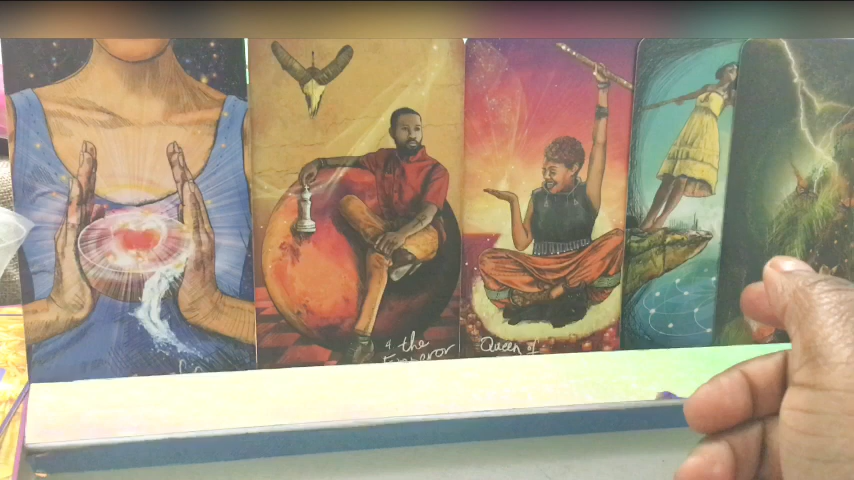 4 the
Emperor
Queen of